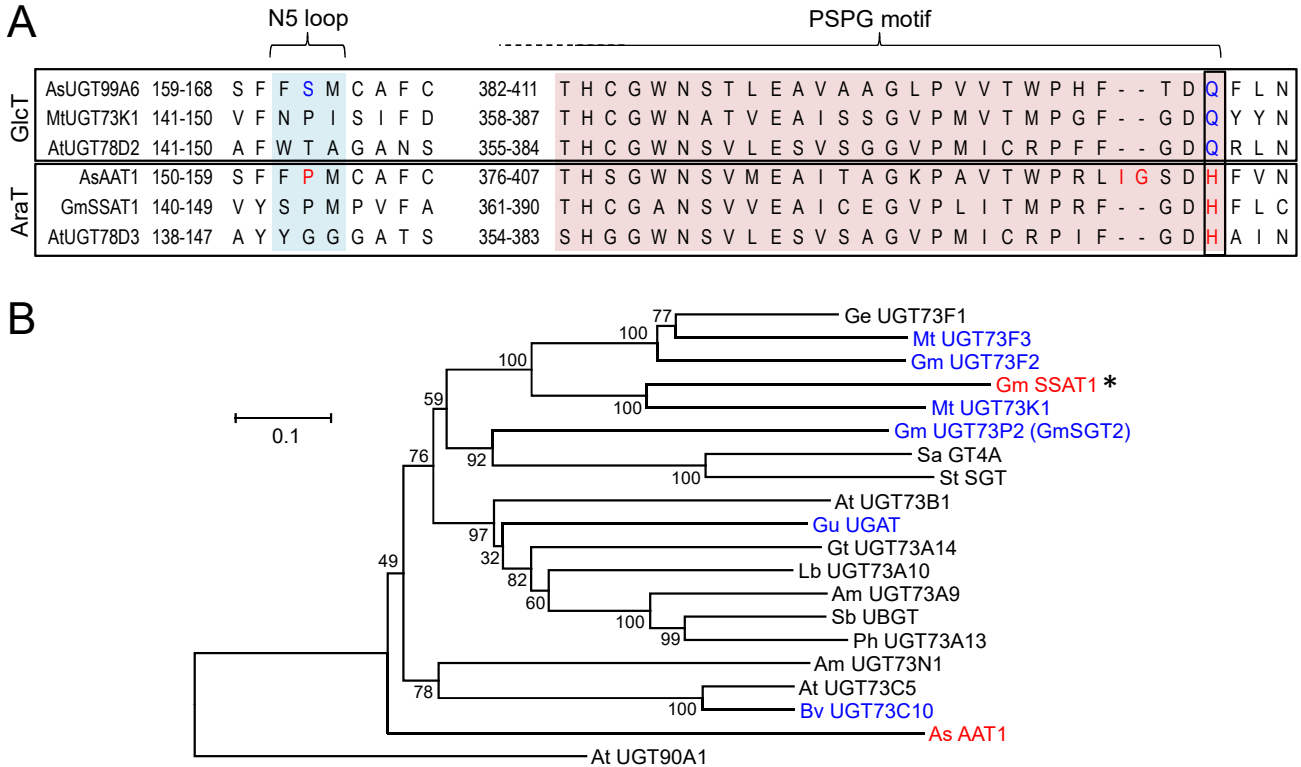 A
N5 loop
PSPG motif
GlcT
AsUGT99A6 159-168 S F F S M C A F C 382-411 T H C G W N S T L E A V A A G L P V V T W P H F - - T D Q F L N
MtUGT73K1 141-150 V F N P I S I F D 358-387 T H C G W N A T V E A I S S G V P M V T M P G F - - G D Q Y Y N
AtUGT78D2 141-150 A F W T A G A N S 355-384 T H C G W N S V L E S V S G G V P M I C R P F F - - G D Q R L N
AraT
AsAAT1 150-159 S F F P M C A F C 376-407 T H S G W N S V M E A I T A G K P A V T W P R L I G S D H F V N
GmSSAT1 140-149 V Y S P M P V F A 361-390 T H C G A N S V V E A I C E G V P L I T M P R F - - G D H F L C
AtUGT78D3 138-147 A Y Y G G G A T S 354-383 S H G G W N S V L E S V S A G V P M I C R P I F - - G D H A I N
B
77 Ge UGT73F1
100 Mt UGT73F3
100 Gm UGT73F2
Gm SSAT1 *
59 100 Mt UGT73K1
0.1
Gm UGT73P2 (GmSGT2)
76 92 Sa GT4A
100 St SGT
At UGT73B1
97 Gu UGAT
32 Gt UGT73A14
49 82 Lb UGT73A10
60 Am UGT73A9
100 Sb UBGT
99 Ph UGT73A13
Am UGT73N1
78 At UGT73C5
100 Bv UGT73C10
As AAT1
At UGT90A1